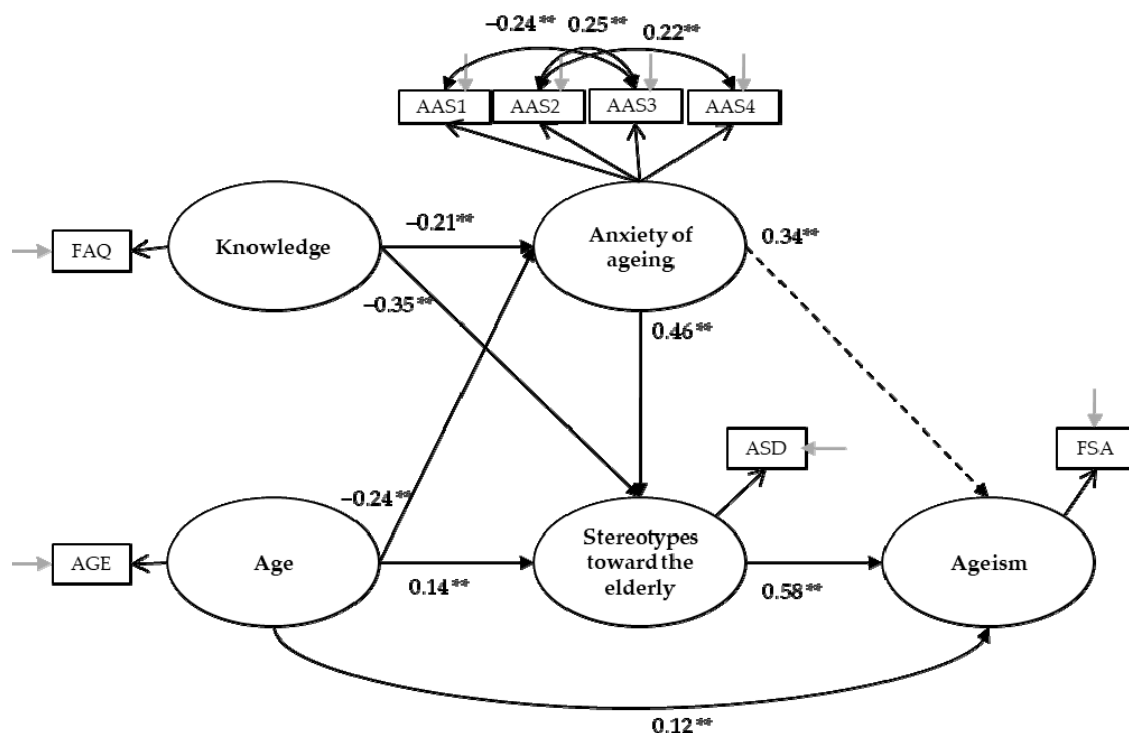 −0.24 **
0.25 **
0.22 **
AAS1
AAS2
AAS3
AAS4
FAQ
Knowledge
−0.21 **
Anxiety of
ageing
0.34 **
−0.35 **
0.46 **
ASD
FSA
−0.24 **
AGE
Age
0.14 **
Stereotypes
toward the
elderly
0.58 **
Ageism
0.12 **